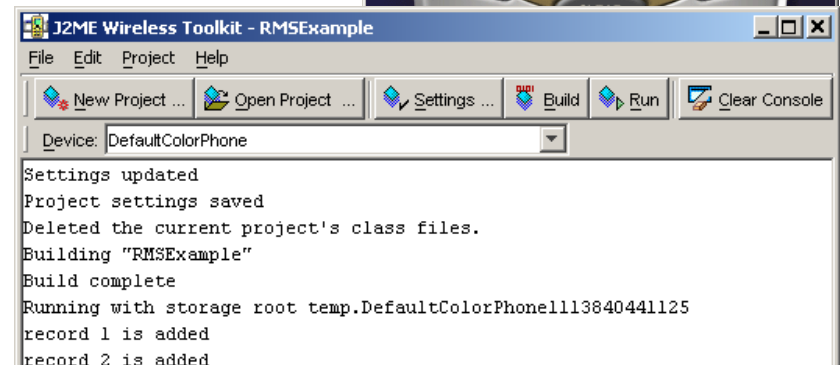 J2ME Wireless Toolkit - RMSExample
File Edit Project Help
New Project ... Open Project ... Settings ... Build Run Clear Console
Device: DefaultColorPhone
Settings updated
Project settings saved
Deleted the current project's class files.
Building "RMSExample"
Build complete
Running with storage root temp.DefaultColorPhone1113840441125
record 1 is added
record 2 is added